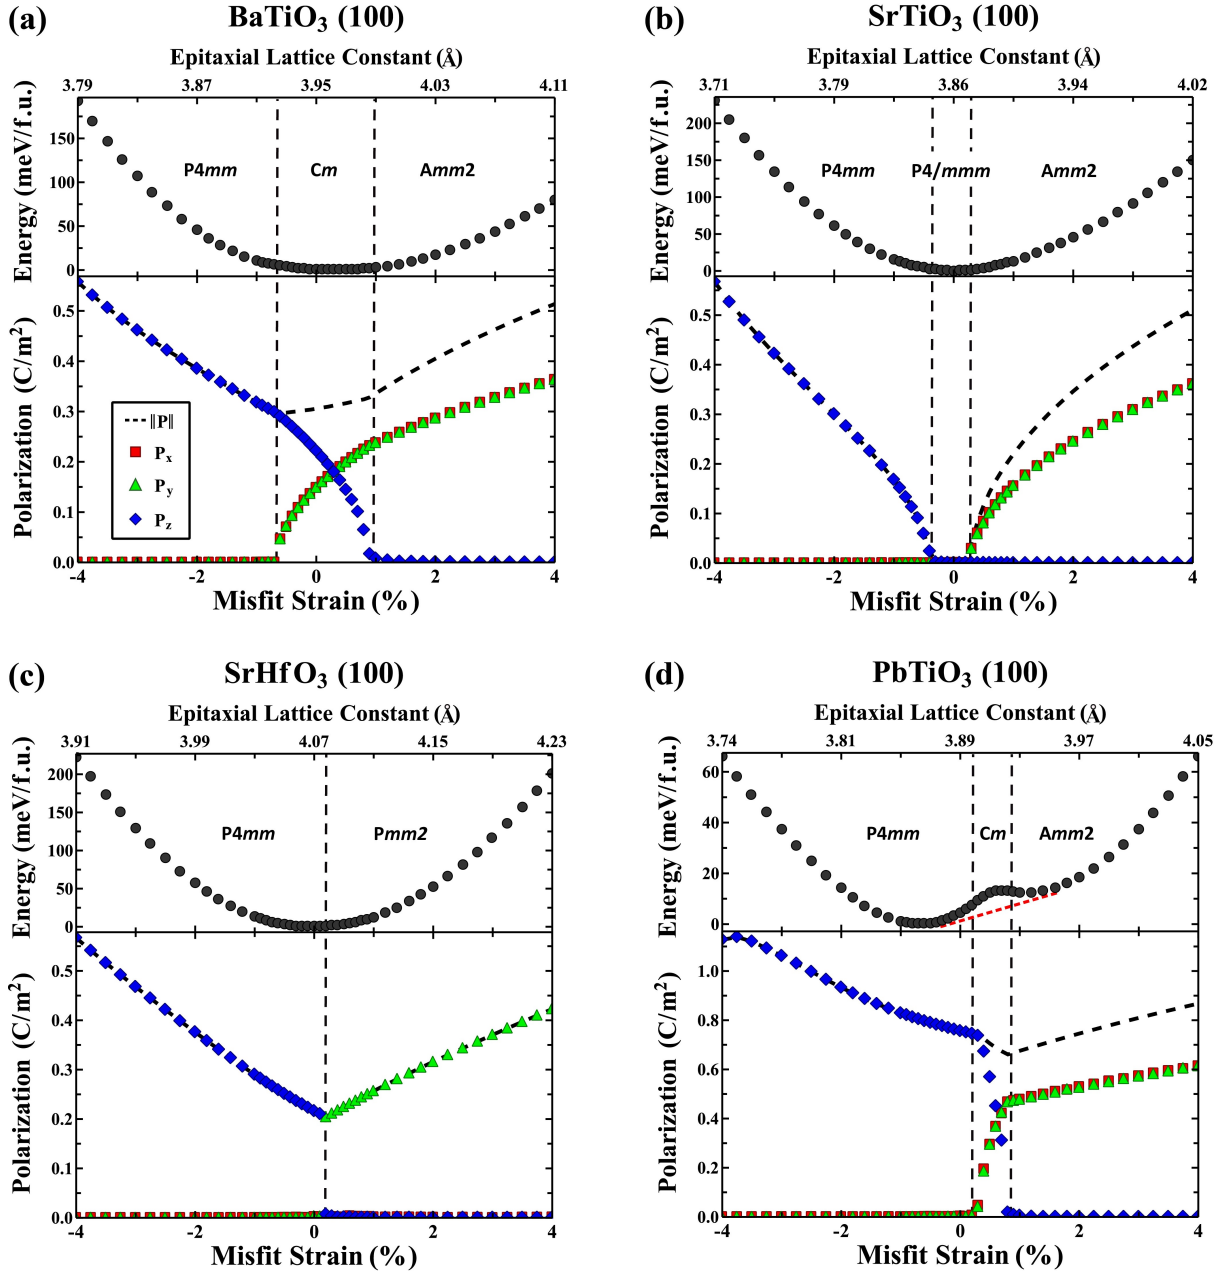 (a) BaTiO3 (100)
Epitaxial Lattice Constant (Å)
3.79 3.87 3.95 4.03 4.11
Energy (meV/f.u.)
150
100
50
0
P4mm Cm Amm2
Polarization (C/m2)
0.5
0.4
0.3
0.2
0.1
0.0
||P||
Px
Py
Pz
-4 -2 0 2 4
Misfit Strain (%)
(b) SrTiO3 (100)
Epitaxial Lattice Constant (Å)
3.71 3.79 3.86 3.94 4.02
Energy (meV/f.u.)
200
150
100
50
0
P4mm P4/mmm Amm2
Polarization (C/m2)
0.5
0.4
0.3
0.2
0.1
0.0
-4 -2 0 2 4
Misfit Strain (%)
(c) SrHfO3 (100)
Epitaxial Lattice Constant (Å)
3.91 3.99 4.07 4.15 4.23
Energy (meV/f.u.)
200
150
100
50
0
P4mm Pmm2
Polarization (C/m2)
0.5
0.4
0.3
0.2
0.1
0.0
-4 -2 0 2 4
Misfit Strain (%)
(d) PbTiO3 (100)
Epitaxial Lattice Constant (Å)
3.74 3.81 3.89 3.97 4.05
Energy (meV/f.u.)
60
40
20
0
P4mm Cm Amm2
Polarization (C/m2)
1.0
0.8
0.6
0.4
0.2
0.0
-4 -2 0 2 4
Misfit Strain (%)